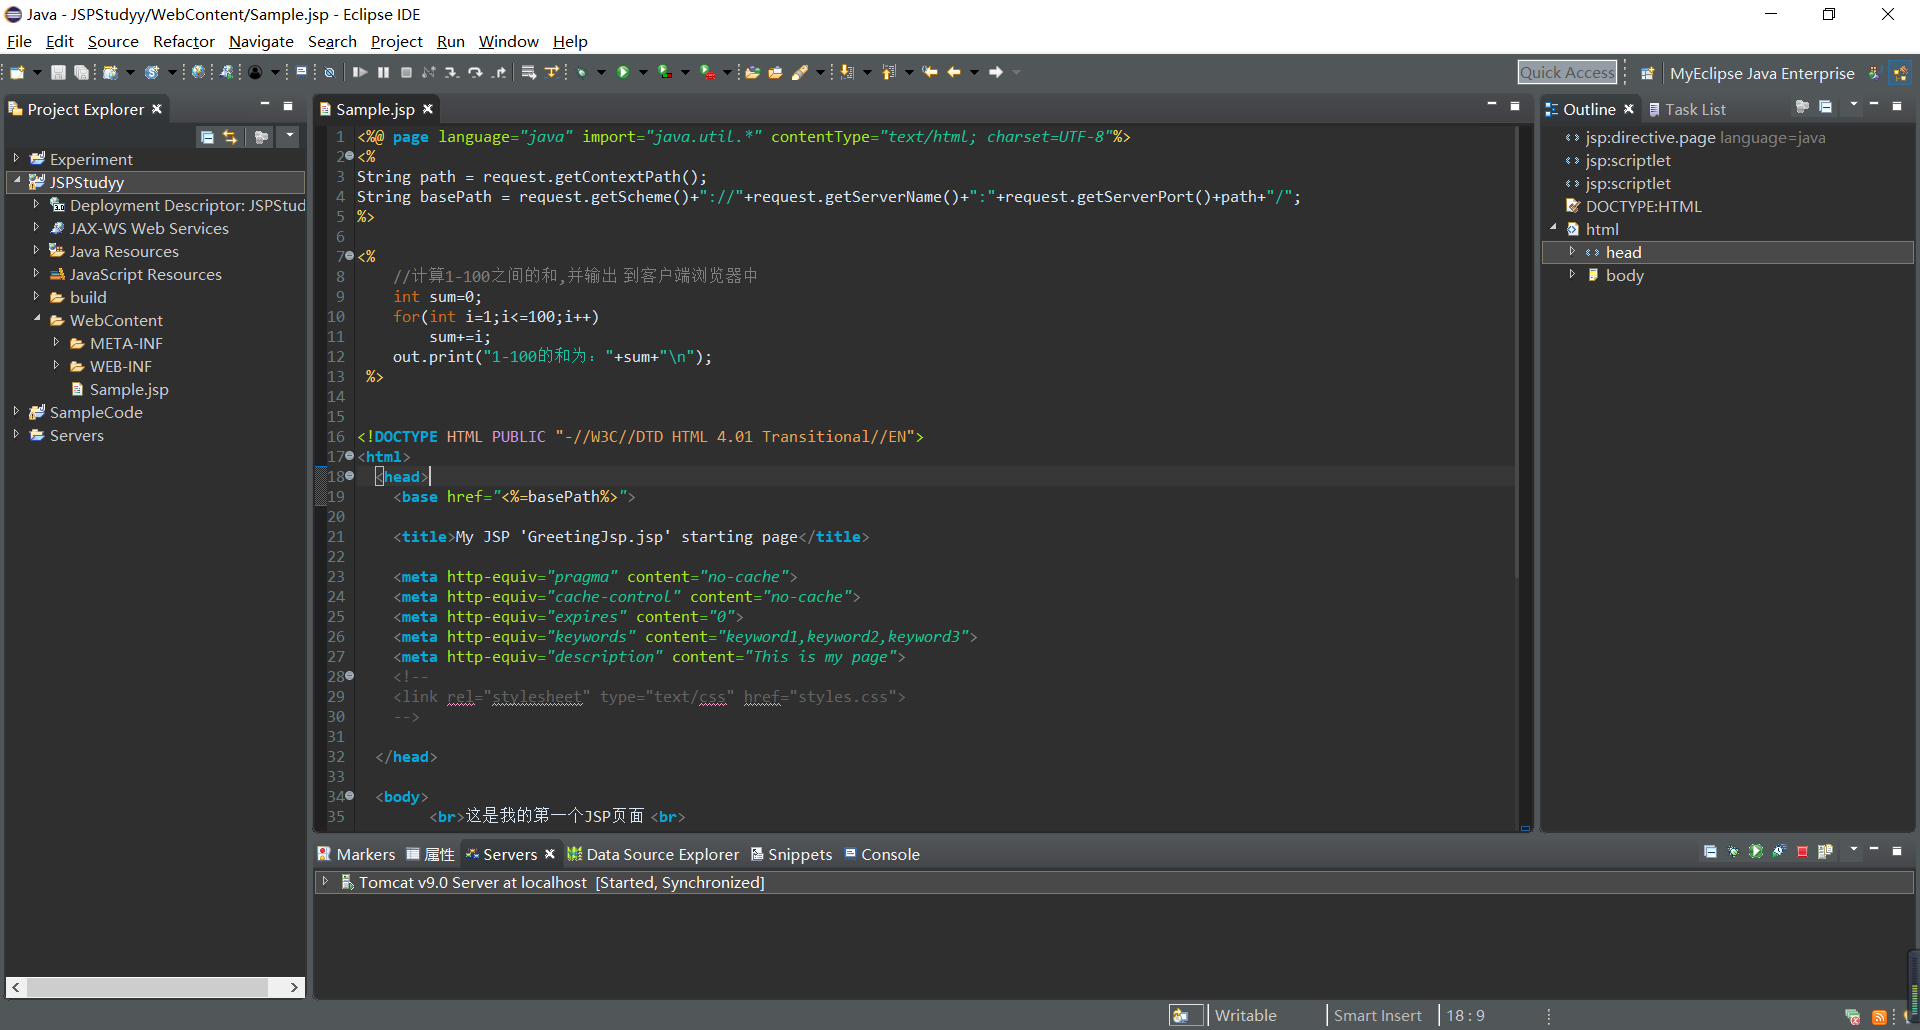 Java - JSPStudyy/WebContent/Sample.jsp - Eclipse IDE
File Edit Source Refactor Navigate Search Project Run Window Help
Quick Access
MyEclipse Java Enterprise
Project Explorer
Experiment
JSPStudyy
Deployment Descriptor: JSPStud
JAX-WS Web Services
Java Resources
JavaScript Resources
build
WebContent
META-INF
WEB-INF
Sample.jsp
SampleCode
Servers
Sample.jsp
1 <%@ page language="java" import="java.util.*" contentType="text/html; charset=UTF-8"%>
2 <%
3 String path = request.getContextPath();
4 String basePath = request.getScheme()+"://"+request.getServerName()+":"+request.getServerPort()+path+"/";
5 %>
6
7 <%
8 //计算1-100之间的和,并输出 到客户端浏览器中
9 int sum=0;
10 for(int i=1;i<=100;i++)
11 sum+=i;
12 out.print("1-100的和为："+sum+"\n");
13 %>
14
15
16 <!DOCTYPE HTML PUBLIC "-//W3C//DTD HTML 4.01 Transitional//EN">
17 <html>
18 <head>
19 <base href="<%=basePath%>">
20
21 <title>My JSP 'GreetingJsp.jsp' starting page</title>
22
23 <meta http-equiv="pragma" content="no-cache">
24 <meta http-equiv="cache-control" content="no-cache">
25 <meta http-equiv="expires" content="0">
26 <meta http-equiv="keywords" content="keyword1,keyword2,keyword3">
27 <meta http-equiv="description" content="This is my page">
28 <!--
29 <link rel="stylesheet" type="text/css" href="styles.css">
30 -->
31
32 </head>
33
34 <body>
35 <br>这是我的第一个JSP页面 <br>
Outline
Task List
jsp:directive.page language=java
jsp:scriptlet
jsp:scriptlet
DOCTYPE:HTML
html
head
body
Markers 属性 Servers Data Source Explorer Snippets Console
Tomcat v9.0 Server at localhost [Started, Synchronized]
Writable Smart Insert 18 : 9